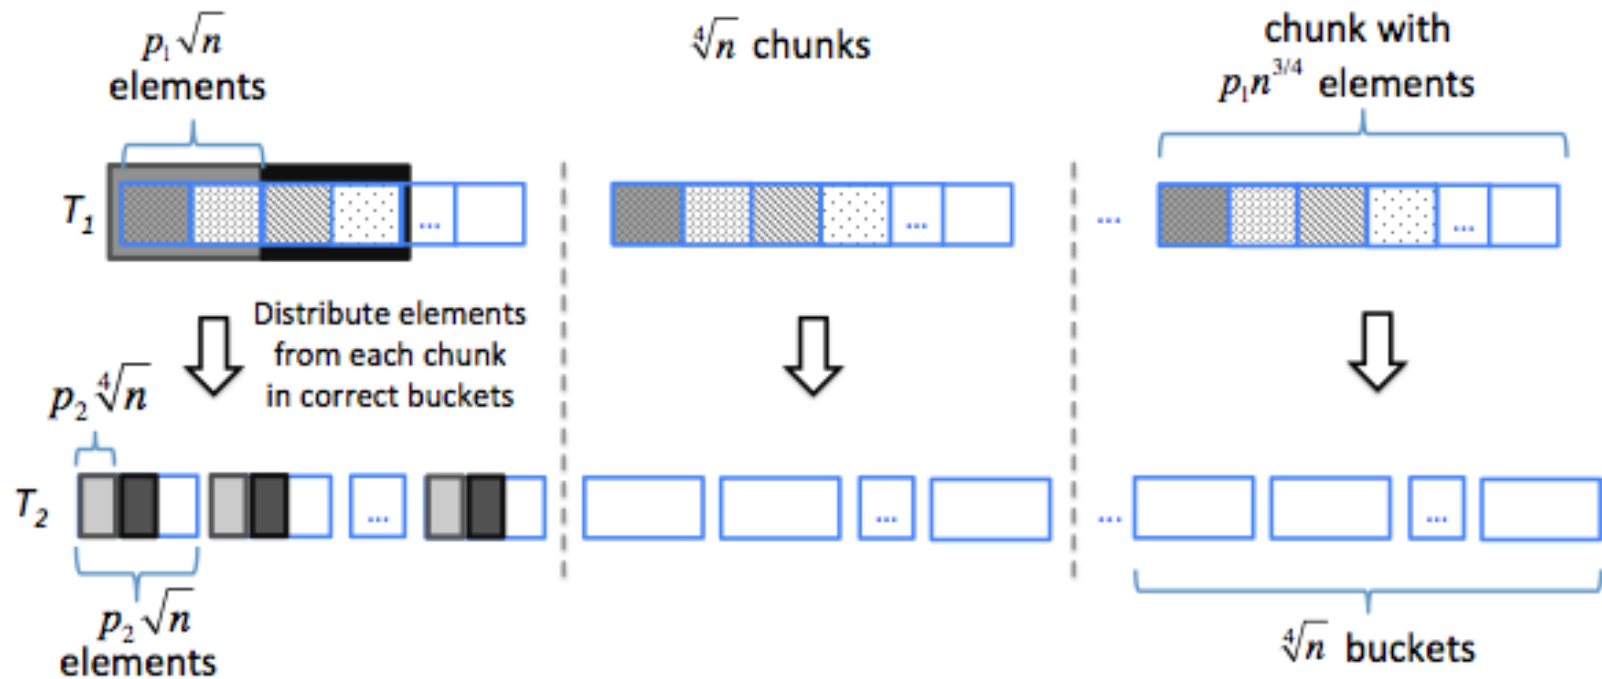 p₁√n
elements
∜n chunks
chunk with
p₁n^{3/4} elements
T₁
...
...
...
...
Distribute elements
from each chunk
in correct buckets
p₂∜n
T₂
...
...
...
...
p₂√n
elements
∜n buckets